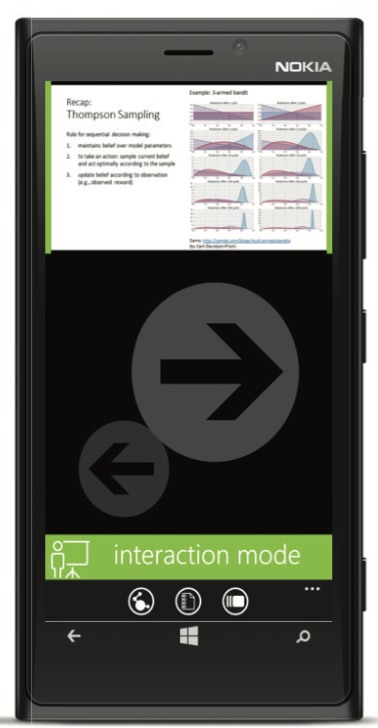 NOKIA
Recap:
Thompson Sampling
Rule for sequential decision making:
1. maintains belief over model parameters
2. to take an action: sample current belief
and act optimally according to the sample
3. update belief according to observation
(e.g., observed reward)
Example: 3-armed bandit
(by Cam Davidson-Pilon)
interaction mode